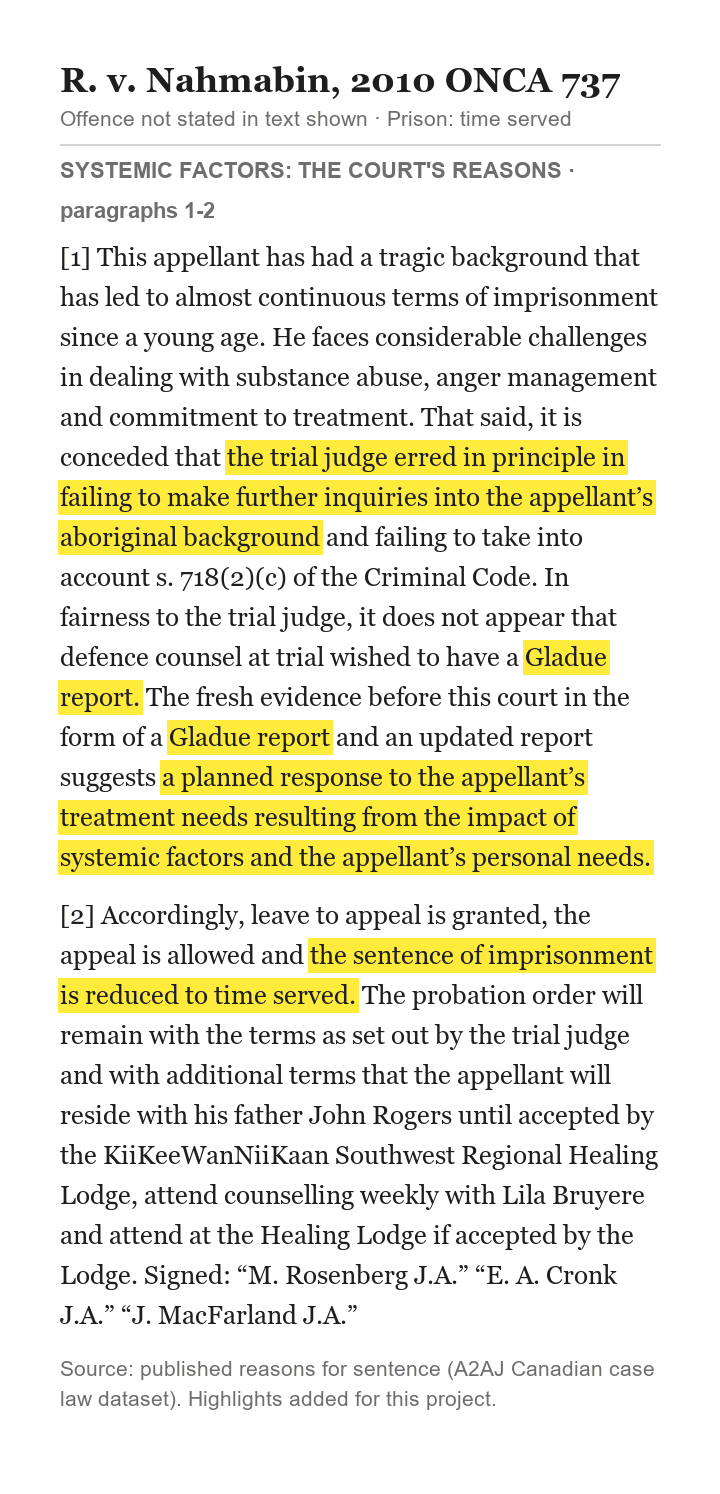 R. v. Nahmabin, 2010 ONCA 737
Offence not stated in text shown · Prison: time served
SYSTEMIC FACTORS: THE COURT'S REASONS ·
paragraphs 1-2
[1] This appellant has had a tragic background that
has led to almost continuous terms of imprisonment
since a young age. He faces considerable challenges
in dealing with substance abuse, anger management
and commitment to treatment. That said, it is
conceded that the trial judge erred in principle in
failing to make further inquiries into the appellant’s
aboriginal background and failing to take into
account s. 718(2)(c) of the Criminal Code. In
fairness to the trial judge, it does not appear that
defence counsel at trial wished to have a Gladue
report. The fresh evidence before this court in the
form of a Gladue report and an updated report
suggests a planned response to the appellant’s
treatment needs resulting from the impact of
systemic factors and the appellant’s personal needs.
[2] Accordingly, leave to appeal is granted, the
appeal is allowed and the sentence of imprisonment
is reduced to time served. The probation order will
remain with the terms as set out by the trial judge
and with additional terms that the appellant will
reside with his father John Rogers until accepted by
the KiiKeeWanNiiKaan Southwest Regional Healing
Lodge, attend counselling weekly with Lila Bruyere
and attend at the Healing Lodge if accepted by the
Lodge. Signed: “M. Rosenberg J.A.” “E. A. Cronk
J.A.” “J. MacFarland J.A.”
Source: published reasons for sentence (A2AJ Canadian case
law dataset). Highlights added for this project.